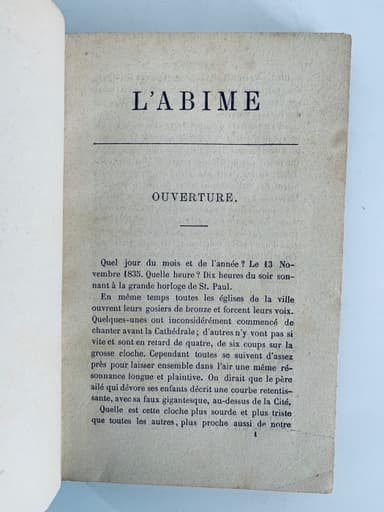 L'ABIME
OUVERTURE.
Quel jour du mois et de l'année? Le 13 No-
vembre 1835. Quelle heure? Dix heures du soir son-
nant à la grande horloge de St. Paul.
En même temps toutes les églises de la ville
ouvrent leurs gosiers de bronze et forcent leurs voix.
Quelques-unes ont inconsidérément commencé de
chanter avant la Cathédrale; d'autres n'y vont pas si
vite et sont en retard de quatre, de six coups sur la
grosse cloche. Cependant toutes se suivent d'assez
près pour laisser ensemble dans l'air une même ré-
sonnance longue et plaintive. On dirait que le père
ailé qui dévore ses enfants décrit une courbe retentis-
sante, avec sa faux gigantesque, au-dessus de la Cité.
Quelle est cette cloche plus sourde et plus triste
que toutes les autres, plus proche aussi de notre
1